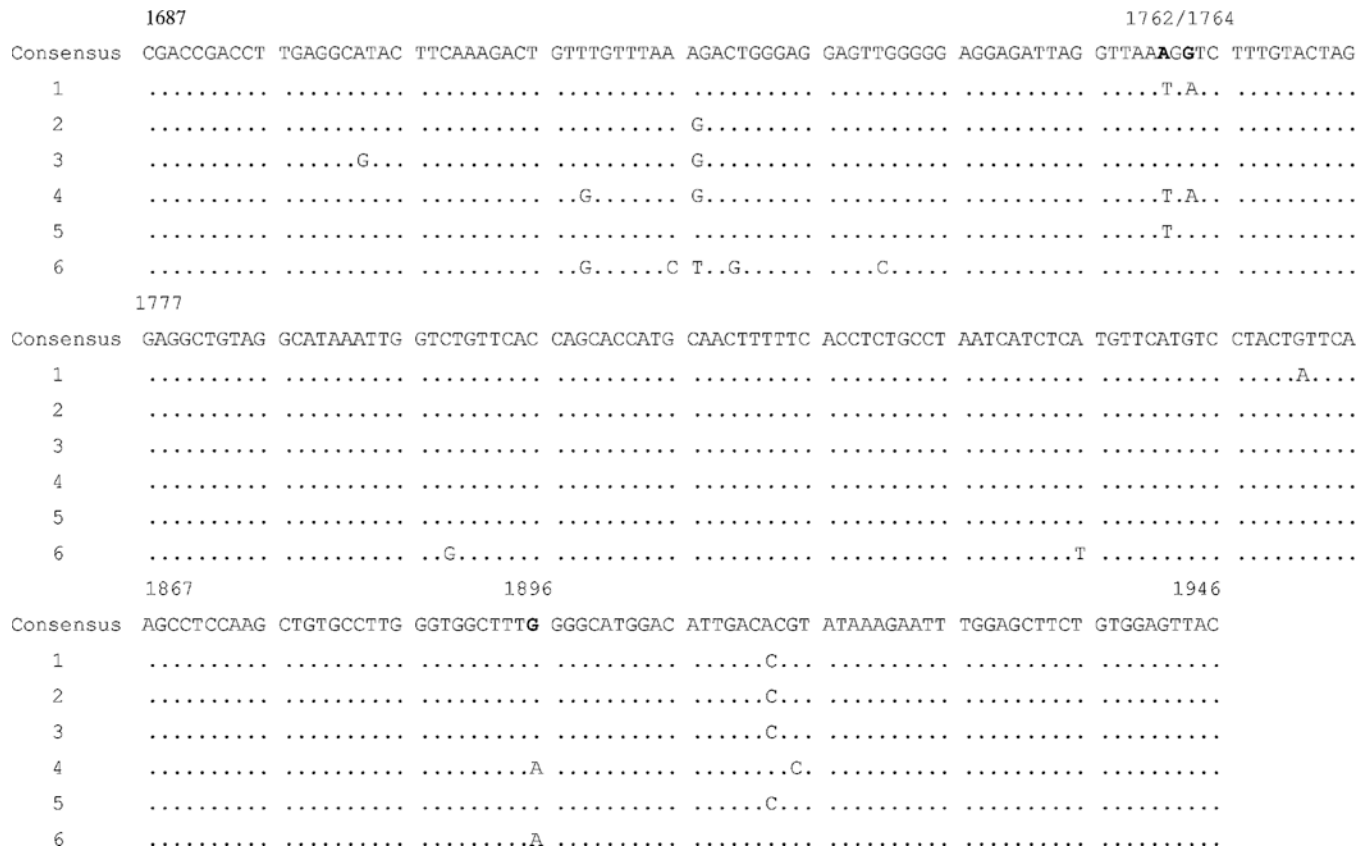 1687 1762/1764
Consensus CGACCGACCT TGAGGCATAC TTCAAAGACT GTTTGTTTAA AGACTGGGAG GAGTTGGGGG AGGAGATTAG GTTAAAGGTC TTTGTACTAG
1 .......... .......... .......... .......... .......... .......... .......... .....T.A.. ..........
2 .......... .......... .......... .......... G......... .......... .......... .......... ..........
3 .......... ......G... .......... .......... G......... .......... .......... .......... ..........
4 .......... .......... .......... ..G....... G......... .......... .......... .....T.A.. ..........
5 .......... .......... .......... .......... .......... .......... .......... .....T.... ..........
6 .......... .......... .......... ..G......C T..G...... ....C..... .......... .......... ..........
1777
Consensus GAGGCTGTAG GCATAAATTG GTCTGTTCAC CAGCACCATG CAACTTTTTC ACCTCTGCCT AATCATCTCA TGTTCATGTC CTACTGTTCA
1 .......... .......... .......... .......... .......... .......... .......... .......... .....A....
2 .......... .......... .......... .......... .......... .......... .......... .......... ..........
3 .......... .......... .......... .......... .......... .......... .......... .......... ..........
4 .......... .......... .......... .......... .......... .......... .......... .......... ..........
5 .......... .......... .......... .......... .......... .......... .......... .......... ..........
6 .......... .......... ..G....... .......... .......... .......... .........T .......... ..........
1867 1896 1946
Consensus AGCCTCCAAG CTGTGCCTTG GGTGGCTTTG GGGCATGGAC ATTGACACGT ATAAAGAATT TGGAGCTTCT GTGGAGTTAC
1 .......... .......... .......... .......... ......C... .......... .......... ..........
2 .......... .......... .......... .......... ......C... .......... .......... ..........
3 .......... .......... .......... .......... ......C... .......... .......... ..........
4 .......... .......... .........A .......... ........C. .......... .......... ..........
5 .......... .......... .......... .......... ......C... .......... .......... ..........
6 .......... .......... .........A .......... .......... .......... .......... ..........